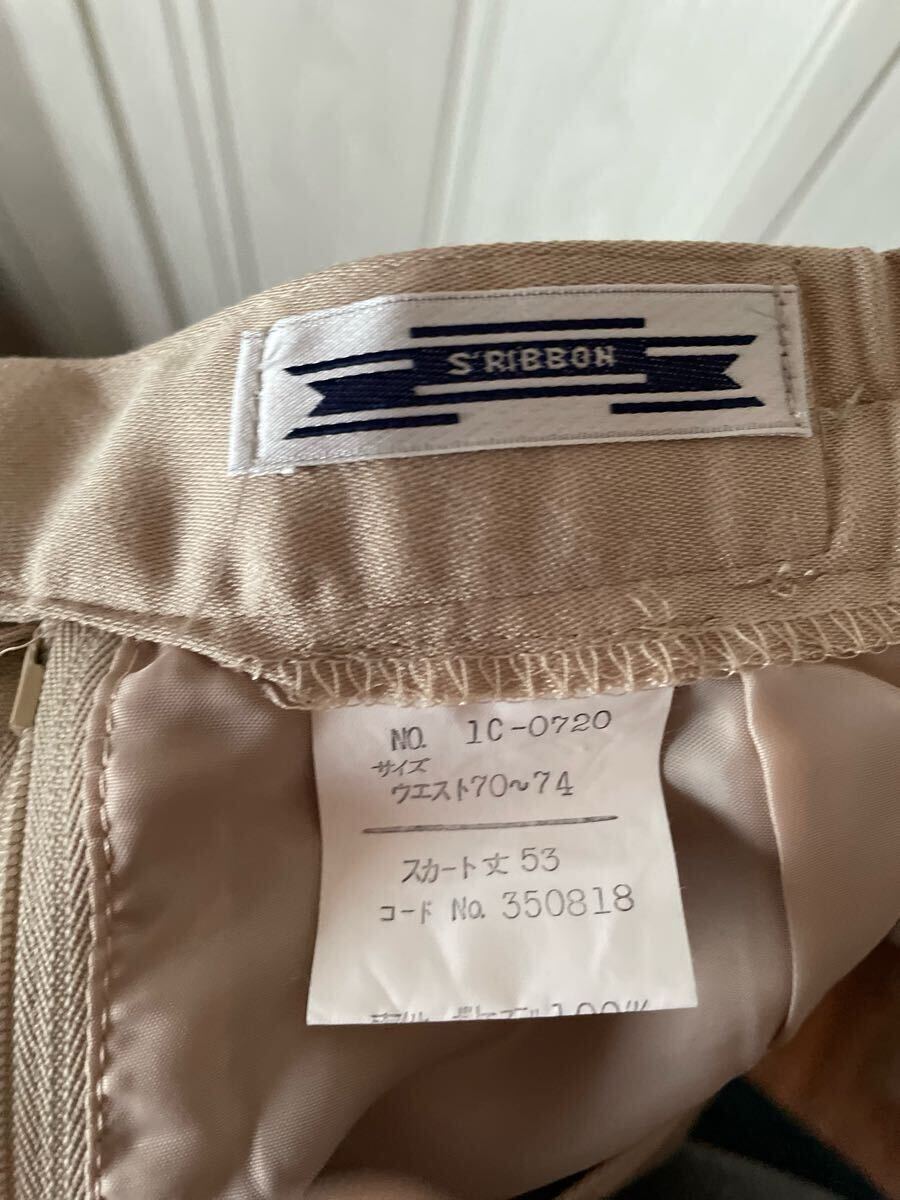 S'RIBBON
NO. 1C-0720
サイズ
ウエスト70〜74
スカート丈 53
コード No. 350818